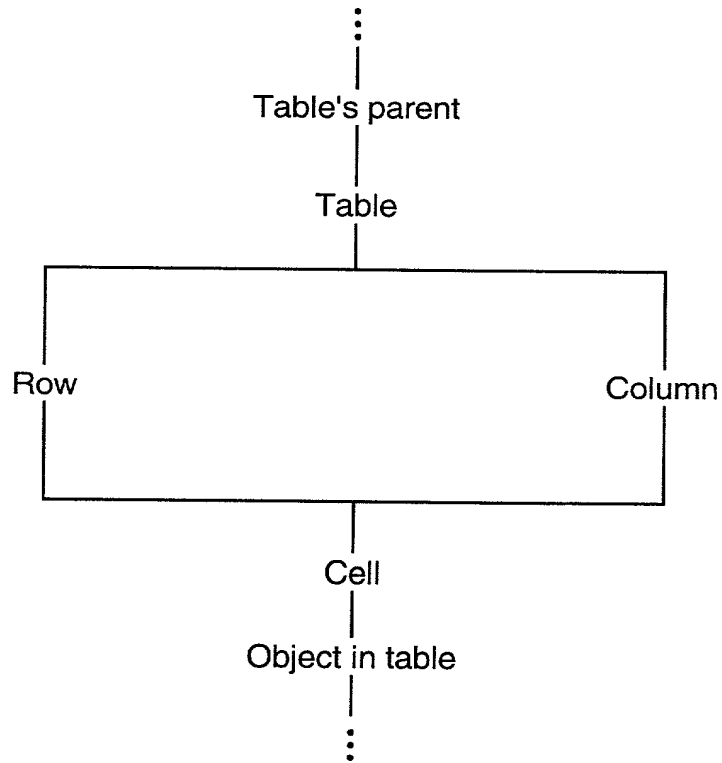 Table's parent
Table
Row
Column
Cell
Object in table